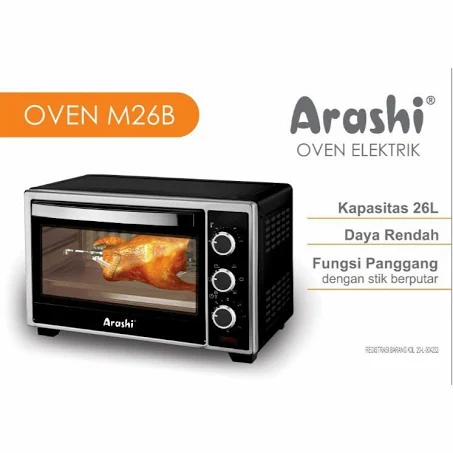 OVEN M26B
Arashi®
OVEN ELEKTRIK
Kapasitas 26L
Daya Rendah
Fungsi Panggang
dengan stik berputar
Arashi